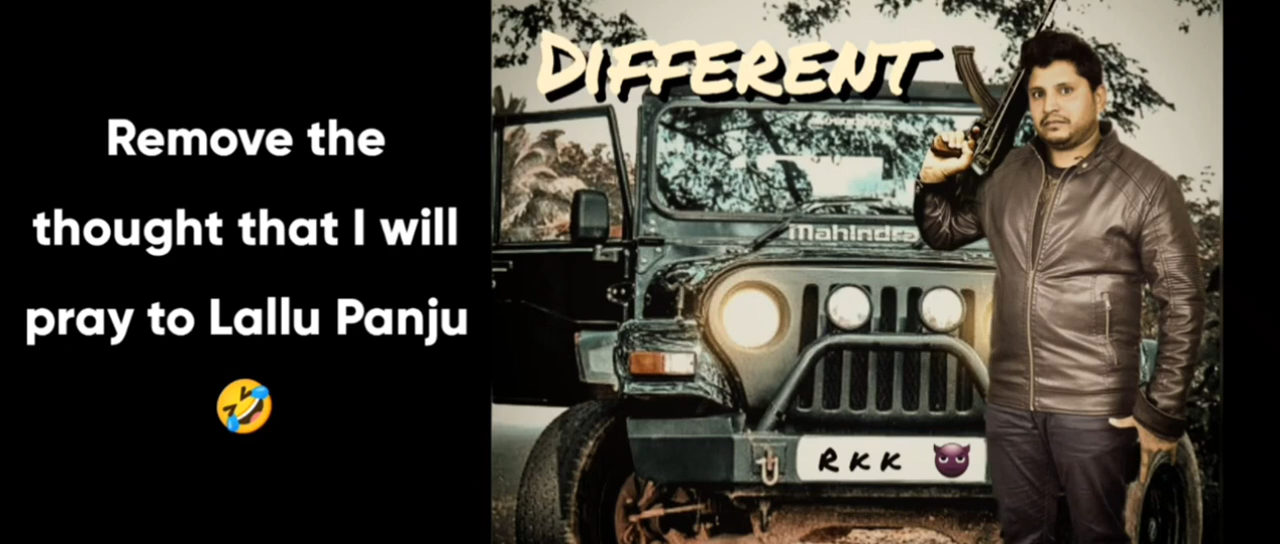 Remove the
thought that I will
pray to Lallu Panju
🤣
DIFFERENT
mahindra
RKK 😈